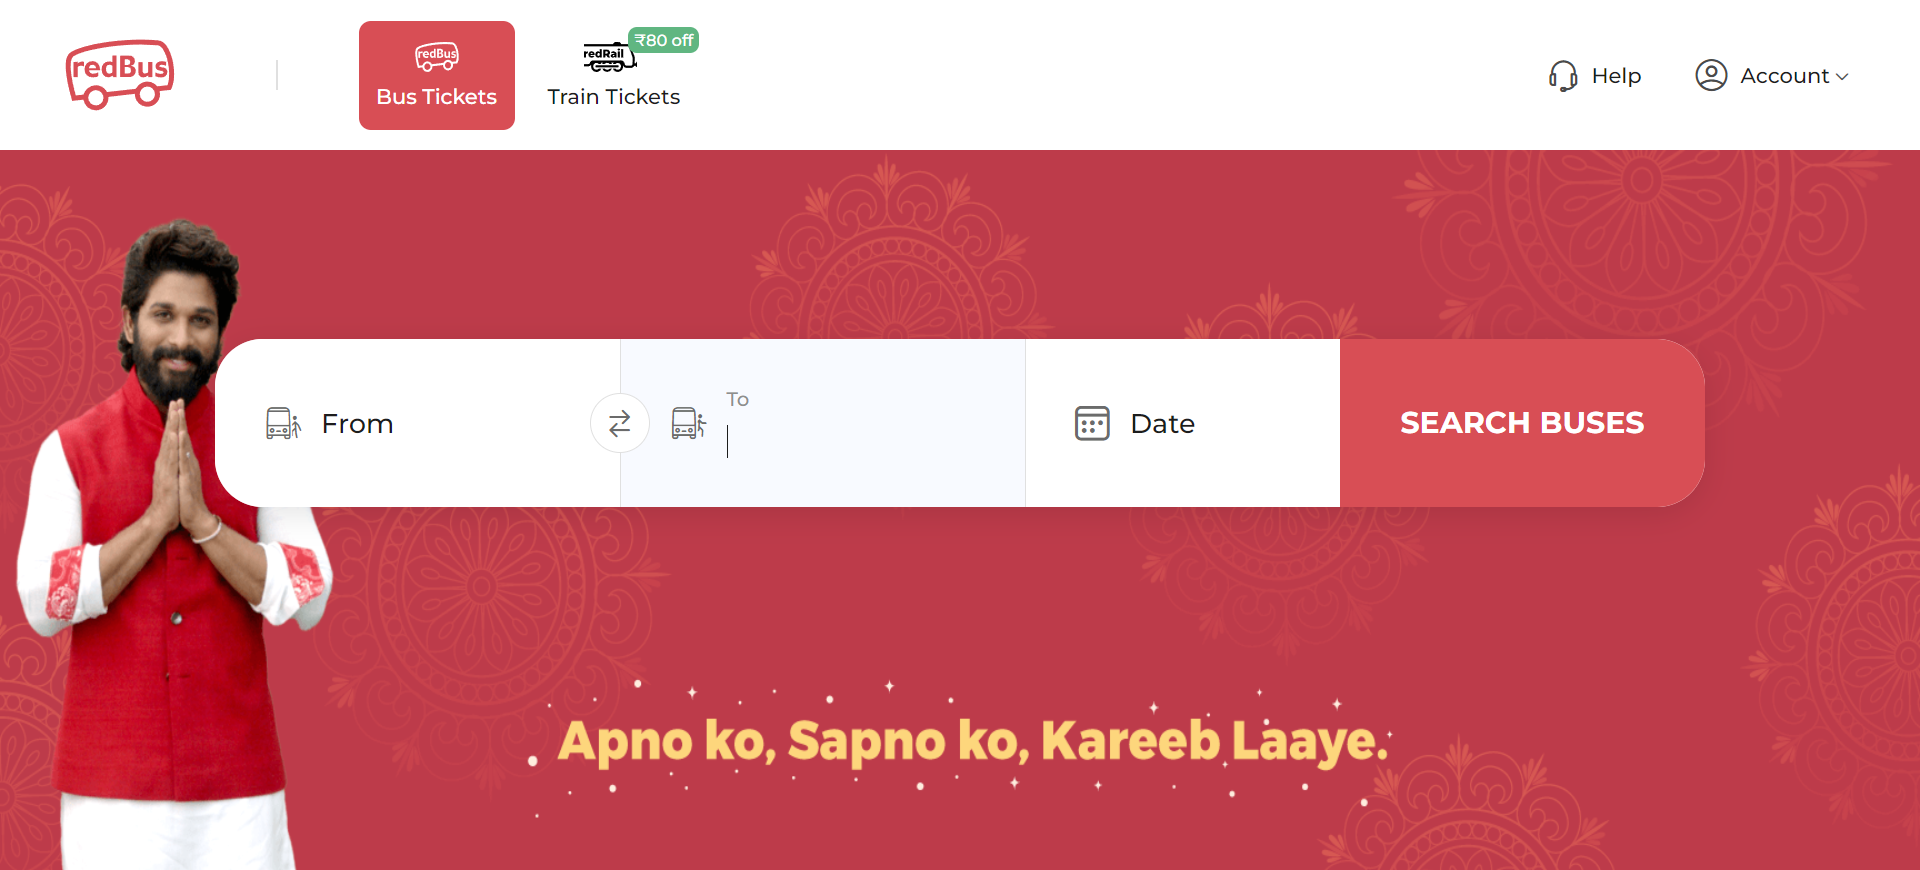 redBus
redBus
Bus Tickets
redRail
₹80 off
Train Tickets
Help
Account
From
To
Date
SEARCH BUSES
Apno ko, Sapno ko, Kareeb Laaye.